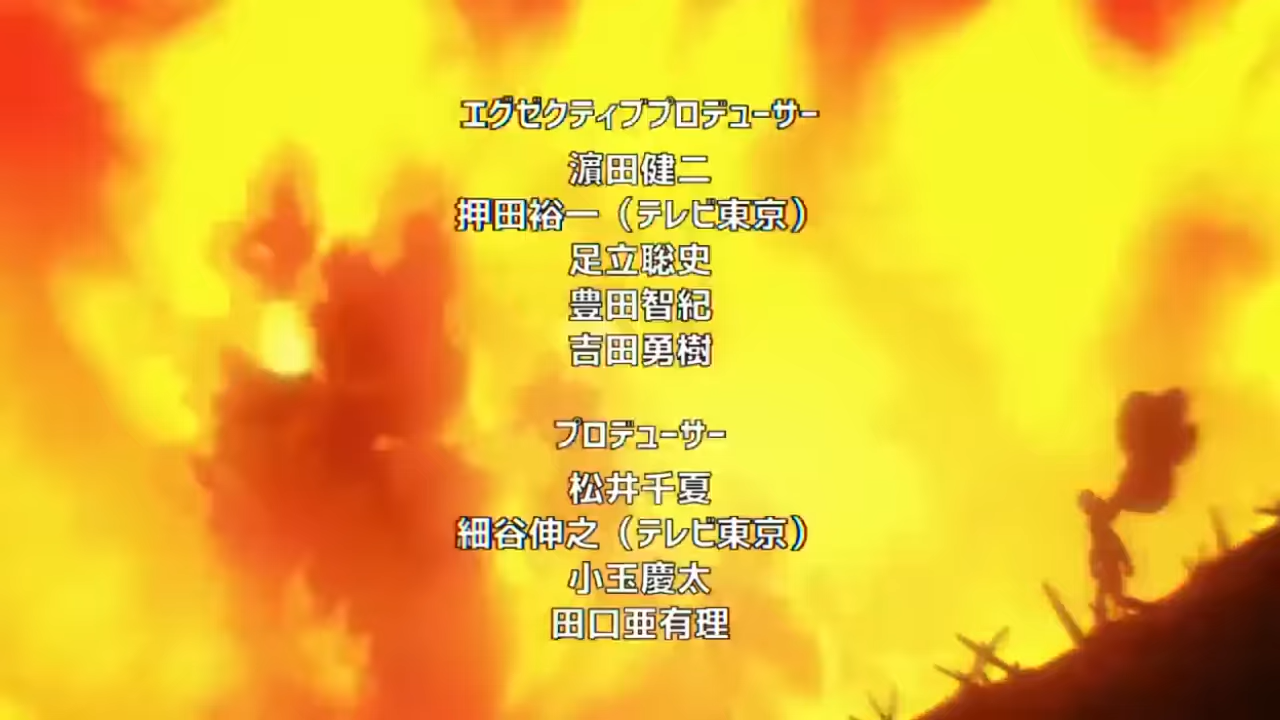 エグゼクティブプロデューサー
濵田健二
押田裕一（テレビ東京）
足立聡史
豊田智紀
吉田勇樹
プロデューサー
松井千夏
細谷伸之（テレビ東京）
小玉慶太
田口亜有理